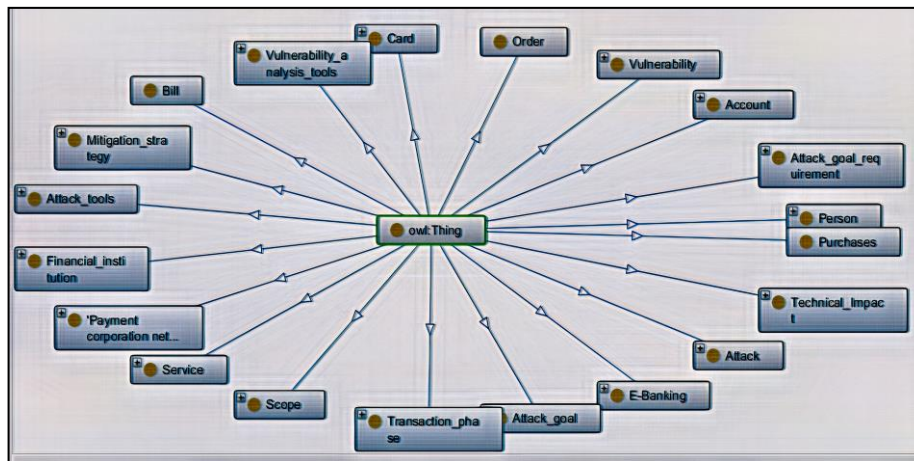 Card
Order
Vulnerability_a
nalysis_tools
Vulnerability
Bill
Account
Mitigation_stra
tegy
Attack_goal_req
uirement
Attack_tools
Person
owl:Thing
Purchases
Financial_insti
tution
Technical_Impac
t
'Payment
corporation net...
Attack
Service
E-Banking
Scope
Transaction_pha
se
Attack_goal